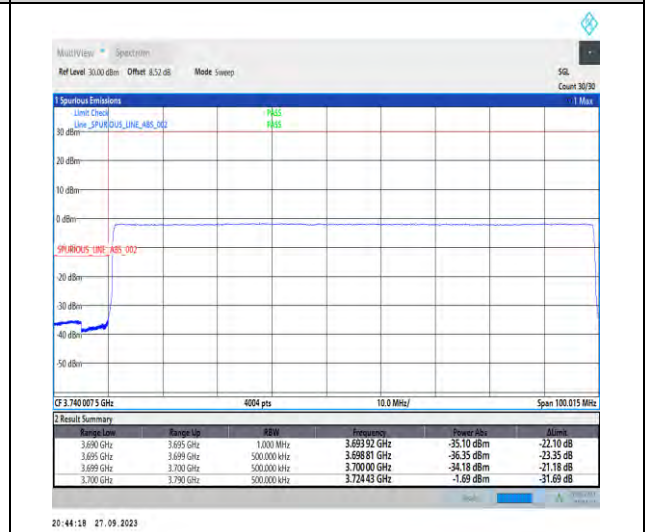 MultiView Spectrum
Ref Level 30.00 dBm Offset 8.52 dB Mode Sweep SGL
Count 30/30
1 Spurious Emissions 1 Max
Limit Check PASS
Line _SPURIOUS_LINE_ABS_002 PASS
30 dBm
20 dBm
10 dBm
0 dBm
_SPURIOUS_LINE_ABS_002
-20 dBm
-30 dBm
-40 dBm
-50 dBm
CF 3.740 007 5 GHz 4004 pts 10.0 MHz/ Span 100.015 MHz
2 Result Summary
Range Low Range Up RBW Frequency Power Abs ΔLimit
3.690 GHz 3.695 GHz 1.000 MHz 3.693 92 GHz -35.10 dBm -22.10 dB
3.695 GHz 3.699 GHz 500.000 kHz 3.698 81 GHz -36.35 dBm -23.35 dB
3.699 GHz 3.700 GHz 500.000 kHz 3.700 00 GHz -34.18 dBm -21.18 dB
3.700 GHz 3.790 GHz 500.000 kHz 3.724 43 GHz -1.69 dBm -31.69 dB
20:44:18 27.09.2023